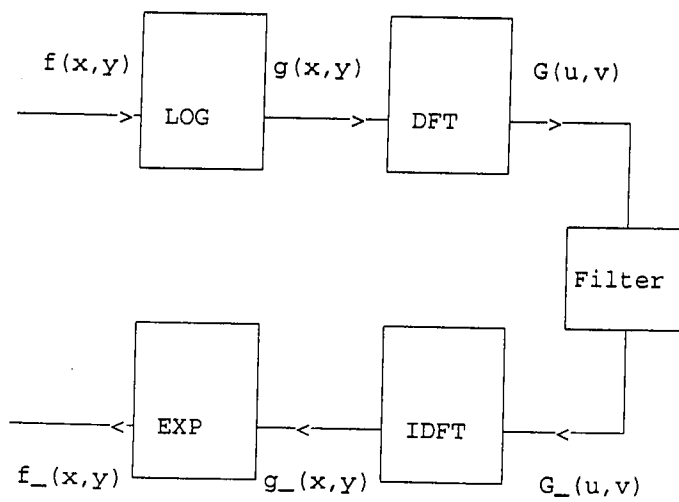 f(x,y)
g(x,y)
G(u,v)
LOG
DFT
Filter
EXP
IDFT
f_(x,y)
g_(x,y)
G_(u,v)